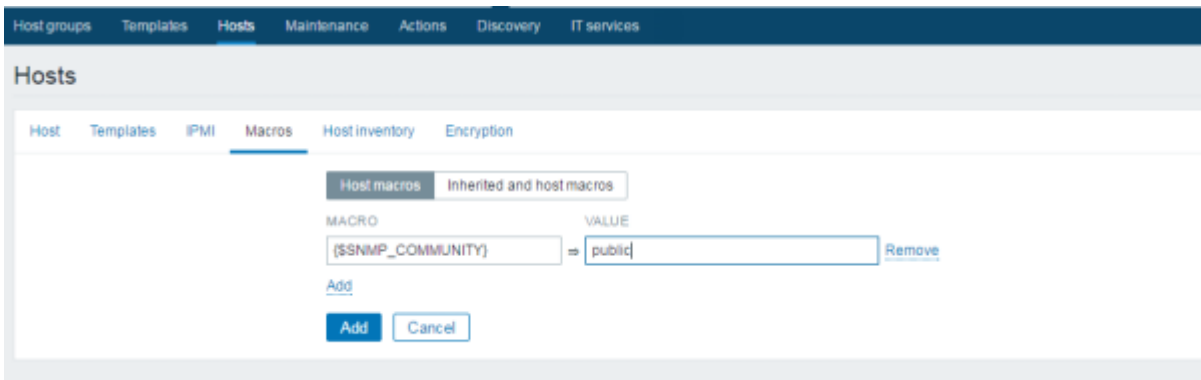 Host groups Templates Hosts Maintenance Actions Discovery IT services
Hosts
Host Templates IPMI Macros Host inventory Encryption
Host macros Inherited and host macros
MACRO VALUE
{$SNMP_COMMUNITY} ⇒ public Remove
Add
Add Cancel